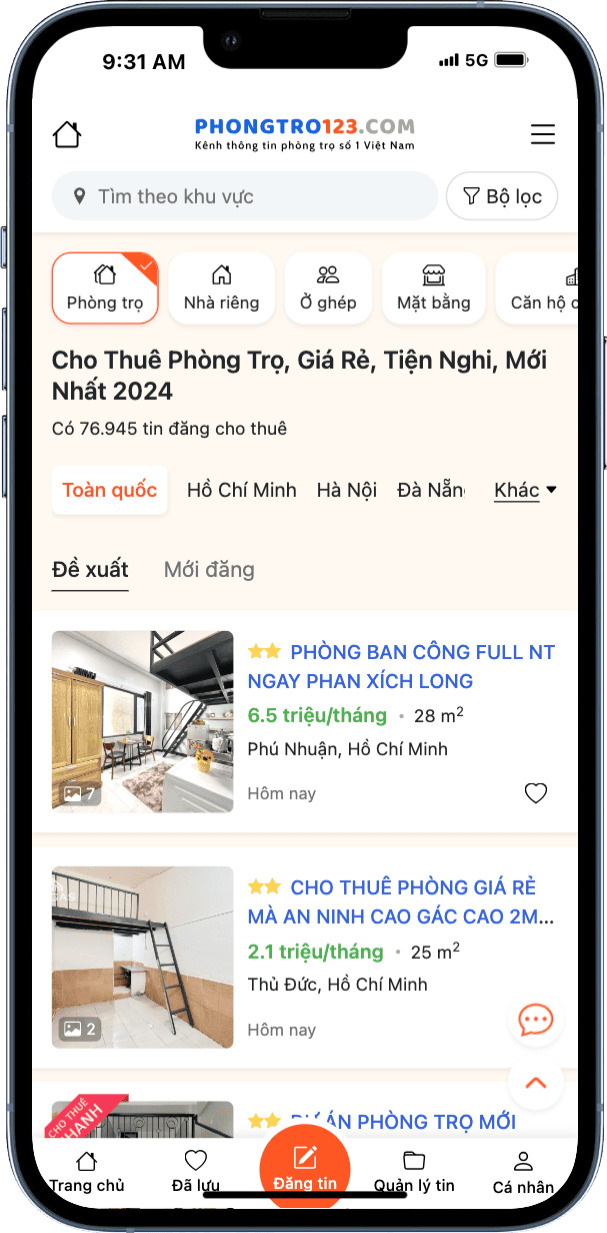 9:31 AM
5G
PHONGTRO123.COM
Kênh thông tin phòng trọ số 1 Việt Nam
Tìm theo khu vực
Bộ lọc
Phòng trọ
Nhà riêng
Ở ghép
Mặt bằng
Căn hộ c
Cho Thuê Phòng Trọ, Giá Rẻ, Tiện Nghi, Mới
Nhất 2024
Có 76.945 tin đăng cho thuê
Toàn quốc
Hồ Chí Minh
Hà Nội
Đà Nẵn
Khác
Đề xuất
Mới đăng
PHÒNG BAN CÔNG FULL NT
NGAY PHAN XÍCH LONG
6.5 triệu/tháng • 28 m²
Phú Nhuận, Hồ Chí Minh
7
Hôm nay
CHO THUÊ PHÒNG GIÁ RẺ
MÀ AN NINH CAO GÁC CAO 2M...
2.1 triệu/tháng • 25 m²
Thủ Đức, Hồ Chí Minh
2
Hôm nay
CHO THUÊ
NHANH
DỰ ÁN PHÒNG TRỌ MỚI
Trang chủ
Đã lưu
Đăng tin
Quản lý tin
Cá nhân